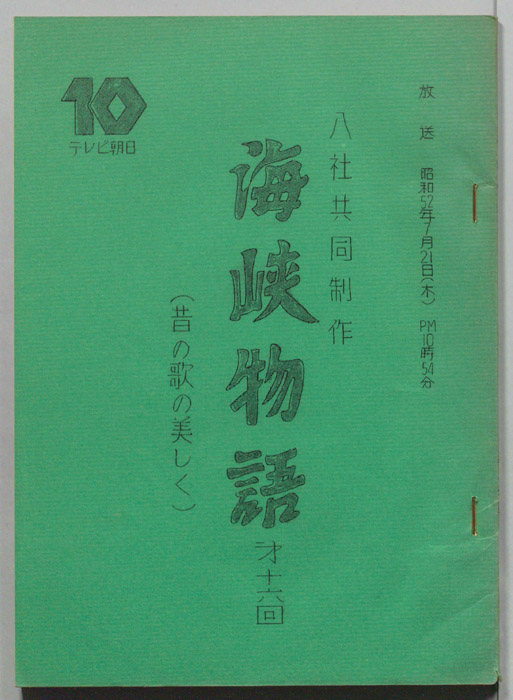 放送 昭和52年7月21日(木) PM10時54分
八社共同制作
海峡物語 才十六回
(昔の歌の美しく)
10
テレビ朝日